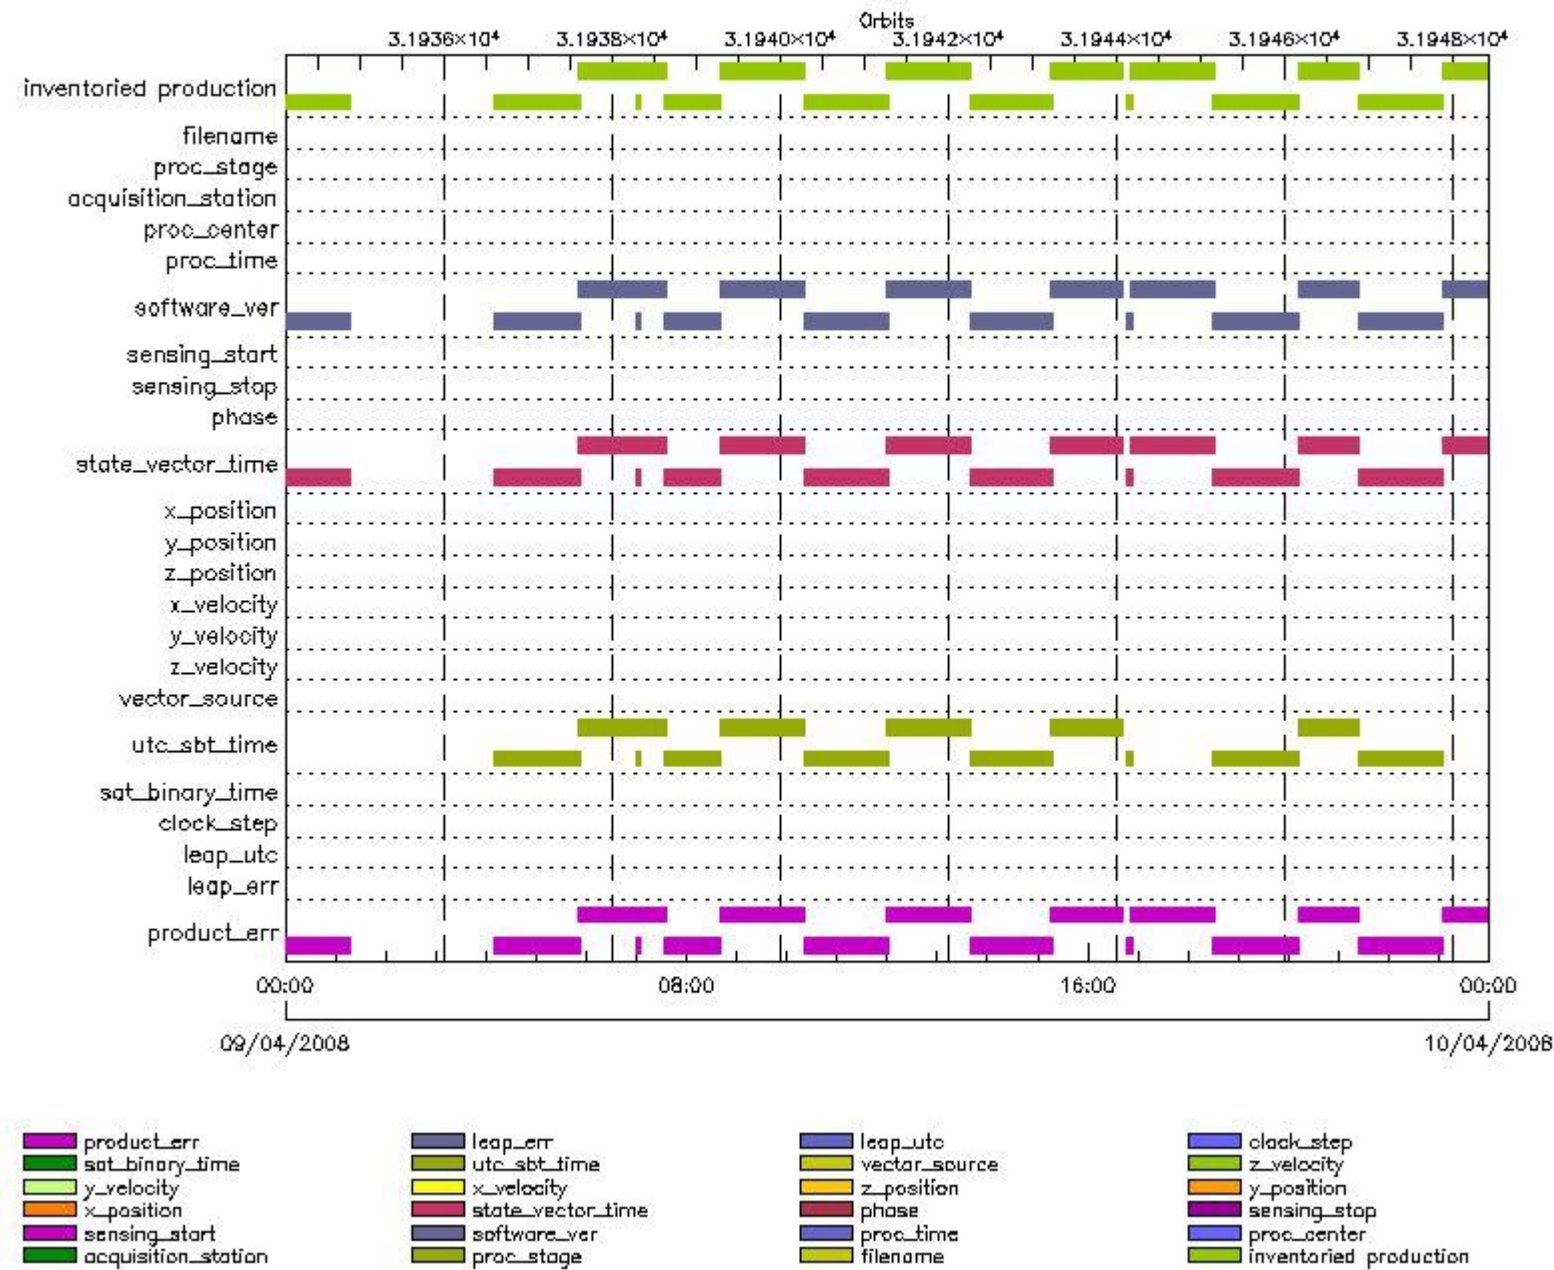 Orbits
3.1936×10⁴ 3.1938×10⁴ 3.1940×10⁴ 3.1942×10⁴ 3.1944×10⁴ 3.1946×10⁴ 3.1948×10⁴
inventoried production
filename
proc_stage
acquisition_station
proc_center
proc_time
software_ver
sensing_start
sensing_stop
phase
state_vector_time
x_position
y_position
z_position
x_velocity
y_velocity
z_velocity
vector_source
utc_sbt_time
sat_binary_time
clock_step
leap_utc
leap_err
product_err
00:00 08:00 16:00 00:00
09/04/2008 10/04/2008
product_err leap_err leap_utc clock_step
sat_binary_time utc_sbt_time vector_source z_velocity
y_velocity x_velocity z_position y_position
x_position state_vector_time phase sensing_stop
sensing_start software_ver proc_time proc_center
acquisition_station proc_stage filename inventoried production